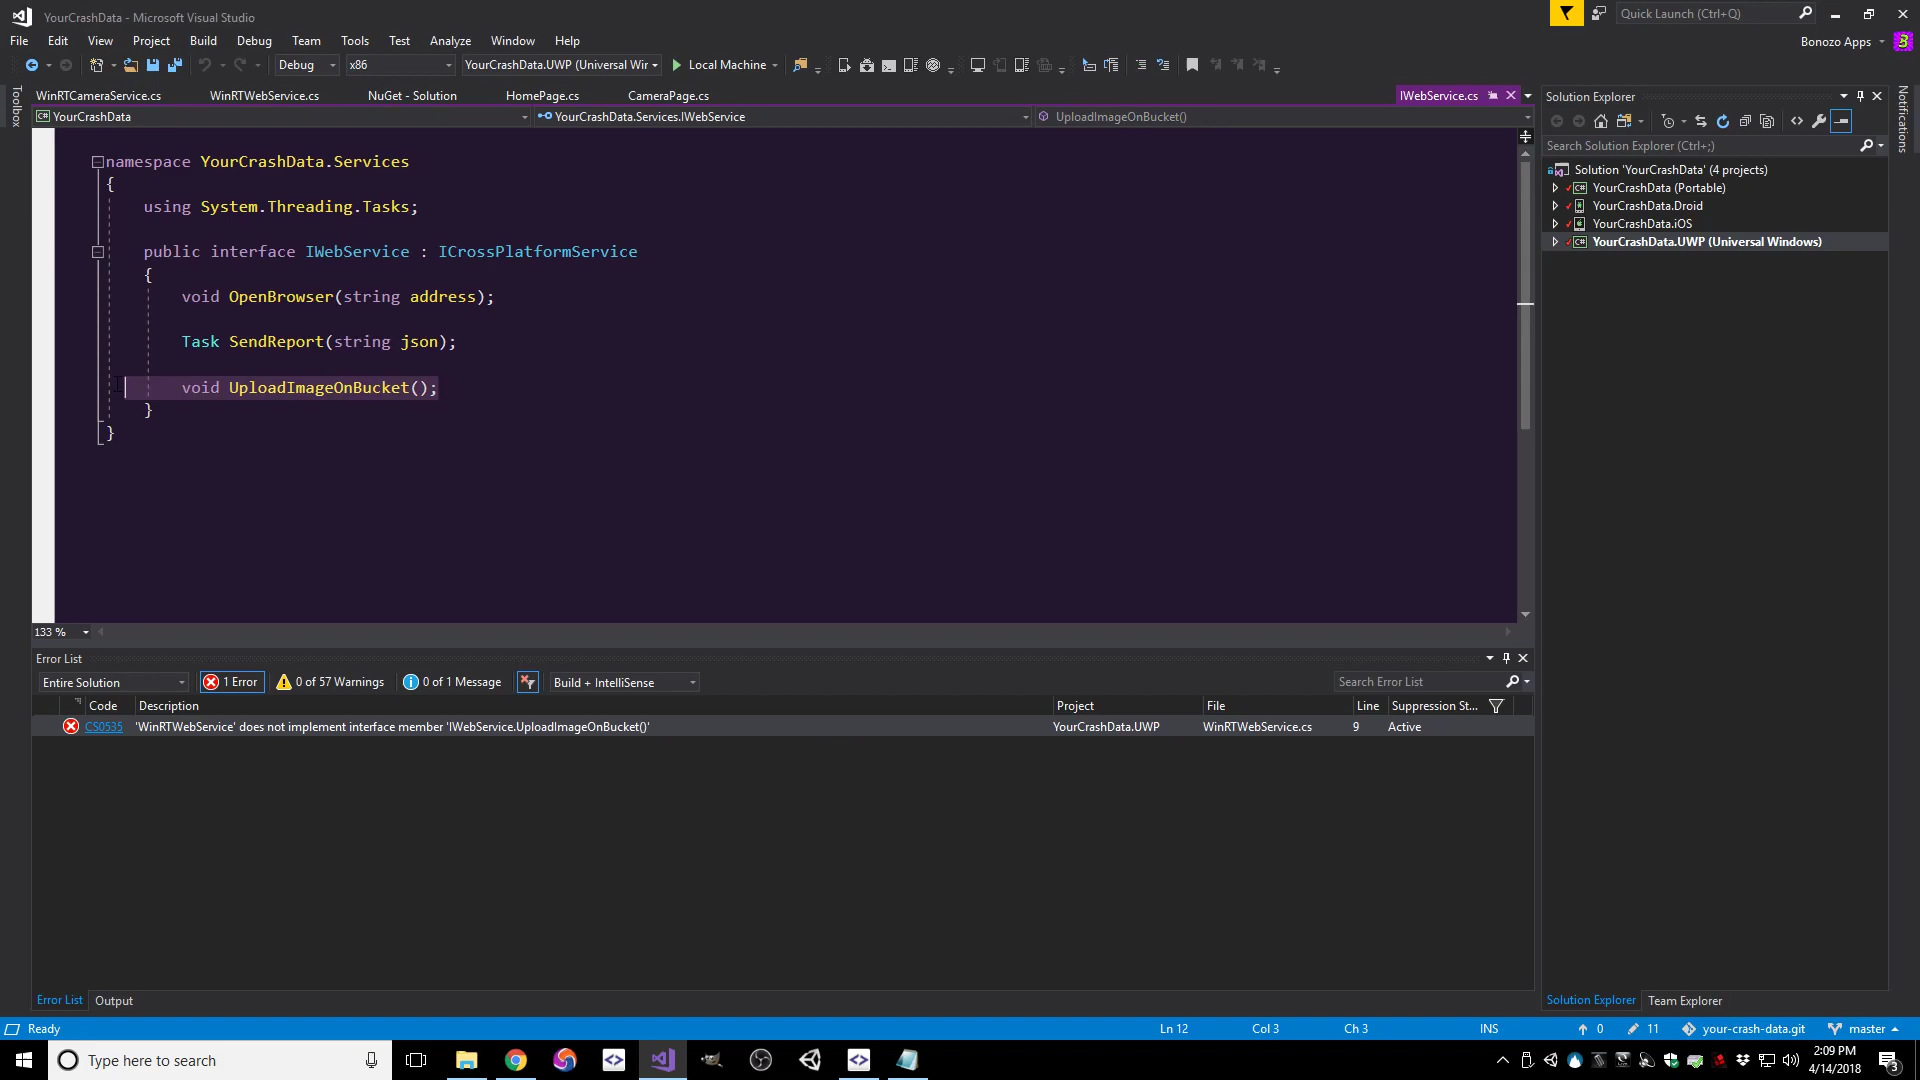 YourCrashData - Microsoft Visual Studio
Quick Launch (Ctrl+Q)
File Edit View Project Build Debug Team Tools Test Analyze Window Help
Bonozo Apps
Debug x86 YourCrashData.UWP (Universal Wir Local Machine
Toolbox
WinRTCameraService.cs WinRTWebService.cs NuGet - Solution HomePage.cs CameraPage.cs IWebService.cs
YourCrashData YourCrashData.Services.IWebService UploadImageOnBucket()
namespace YourCrashData.Services
{
using System.Threading.Tasks;
public interface IWebService : ICrossPlatformService
{
void OpenBrowser(string address);
Task SendReport(string json);
void UploadImageOnBucket();
}
}
133 %
Solution Explorer
Search Solution Explorer (Ctrl+;)
Solution 'YourCrashData' (4 projects)
YourCrashData (Portable)
YourCrashData.Droid
YourCrashData.iOS
YourCrashData.UWP (Universal Windows)
Notifications
Error List
Entire Solution 1 Error 0 of 57 Warnings 0 of 1 Message Build + IntelliSense Search Error List
Code Description Project File Line Suppression St...
CS0535 'WinRTWebService' does not implement interface member 'IWebService.UploadImageOnBucket()' YourCrashData.UWP WinRTWebService.cs 9 Active
Error List Output
Solution Explorer Team Explorer
Ready Ln 12 Col 3 Ch 3 INS 0 11 your-crash-data.git master
Type here to search
2:09 PM
4/14/2018
3